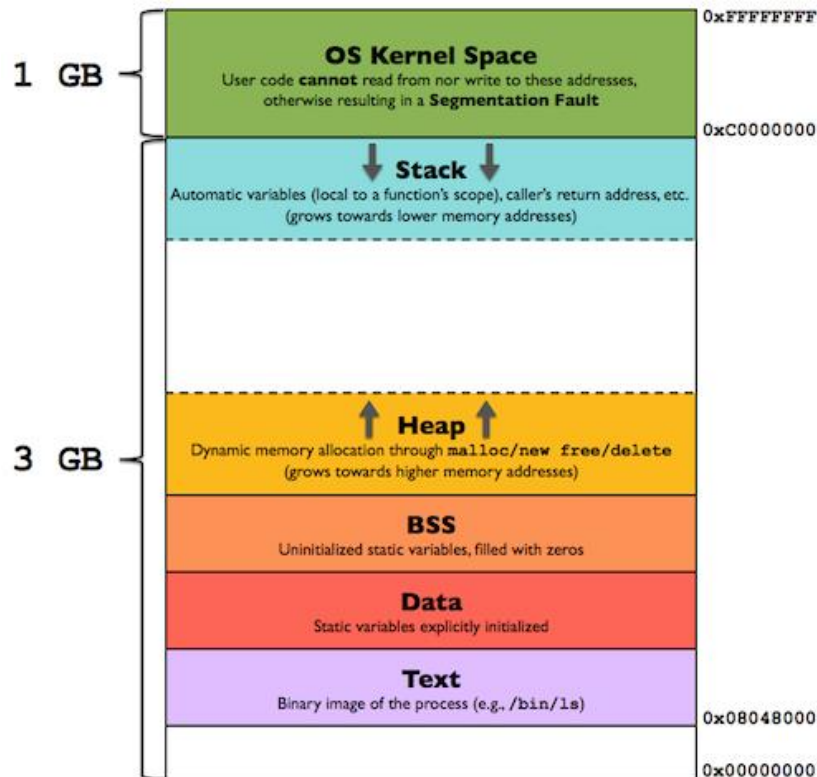 0xFFFFFFFF
OS Kernel Space
1 GB
User code cannot read from nor write to these addresses,
otherwise resulting in a Segmentation Fault
0xC0000000
Stack
Automatic variables (local to a function's scope), caller's return address, etc.
(grows towards lower memory addresses)
Heap
3 GB
Dynamic memory allocation through malloc/new free/delete
(grows towards higher memory addresses)
BSS
Uninitialized static variables, filled with zeros
Data
Static variables explicitly initialized
Text
Binary image of the process (e.g., /bin/ls)
0x08048000
0x00000000